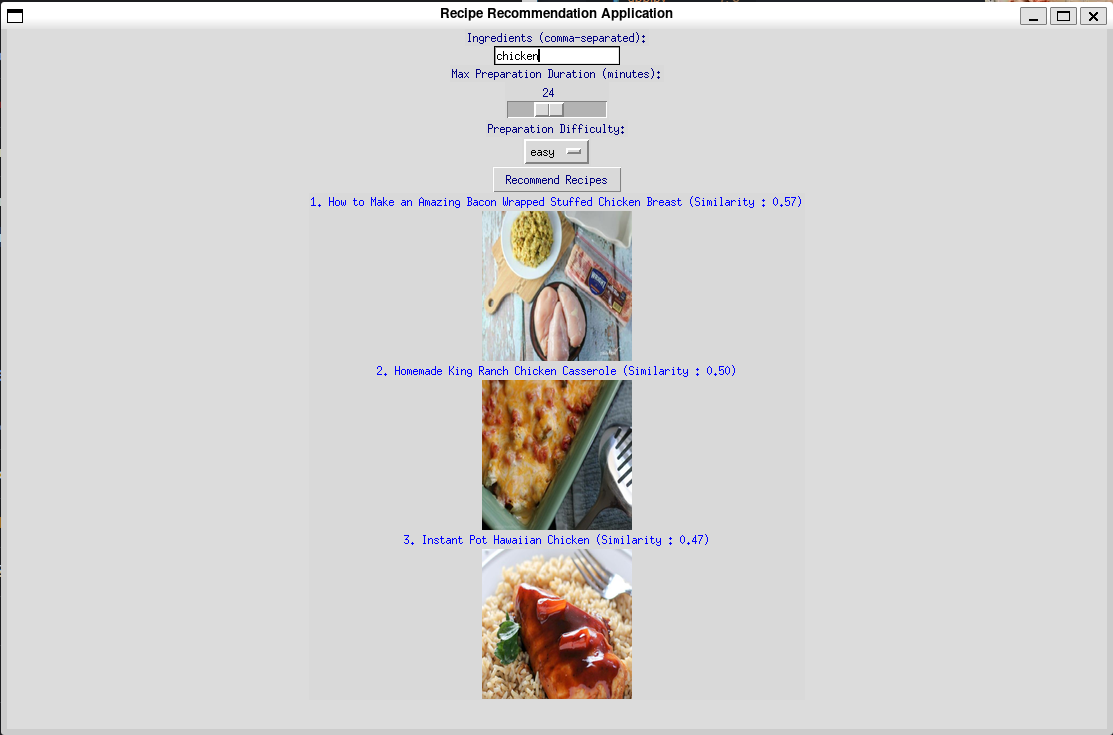 Recipe Recommendation Application
Ingredients (comma-separated):
chicken
Max Preparation Duration (minutes):
24
Preparation Difficulty:
easy
Recommend Recipes
1. How to Make an Amazing Bacon Wrapped Stuffed Chicken Breast (Similarity : 0.57)
2. Homemade King Ranch Chicken Casserole (Similarity : 0.50)
3. Instant Pot Hawaiian Chicken (Similarity : 0.47)